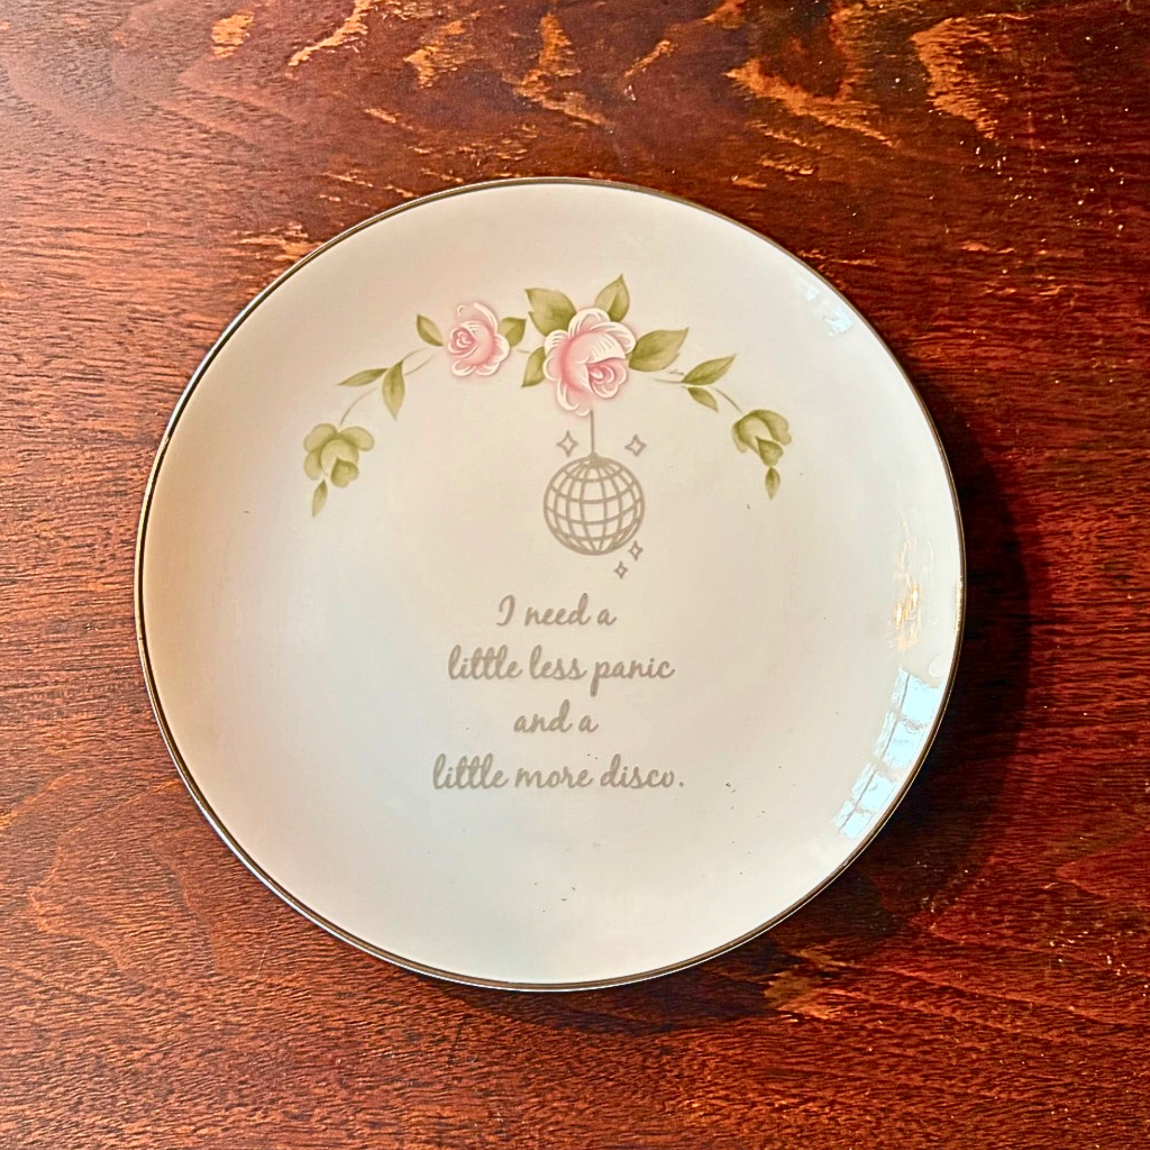 I need a
little less panic
and a
little more disco.